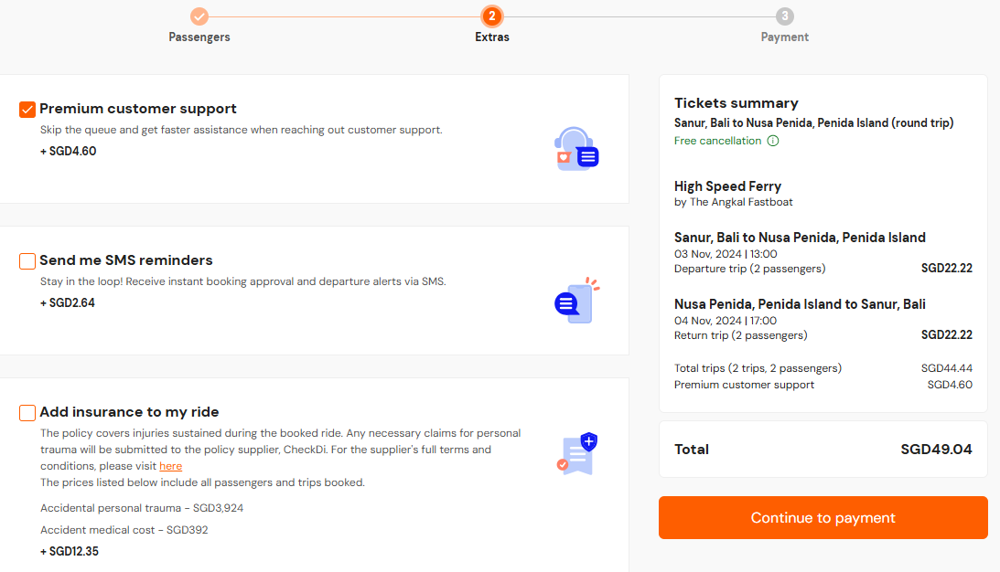 2
3
Passengers
Extras
Payment
Premium customer support
Skip the queue and get faster assistance when reaching out customer support.
+ SGD4.60
Send me SMS reminders
Stay in the loop! Receive instant booking approval and departure alerts via SMS.
+ SGD2.64
Add insurance to my ride
The policy covers injuries sustained during the booked ride. Any necessary claims for personal
trauma will be submitted to the policy supplier, CheckDi. For the supplier's full terms and
conditions, please visit here
The prices listed below include all passengers and trips booked.
Accidental personal trauma - SGD3,924
Accident medical cost - SGD392
+ SGD12.35
Tickets summary
Sanur, Bali to Nusa Penida, Penida Island (round trip)
Free cancellation
High Speed Ferry
by The Angkal Fastboat
Sanur, Bali to Nusa Penida, Penida Island
03 Nov, 2024 | 13:00
Departure trip (2 passengers) SGD22.22
Nusa Penida, Penida Island to Sanur, Bali
04 Nov, 2024 | 17:00
Return trip (2 passengers) SGD22.22
Total trips (2 trips, 2 passengers) SGD44.44
Premium customer support SGD4.60
Total SGD49.04
Continue to payment